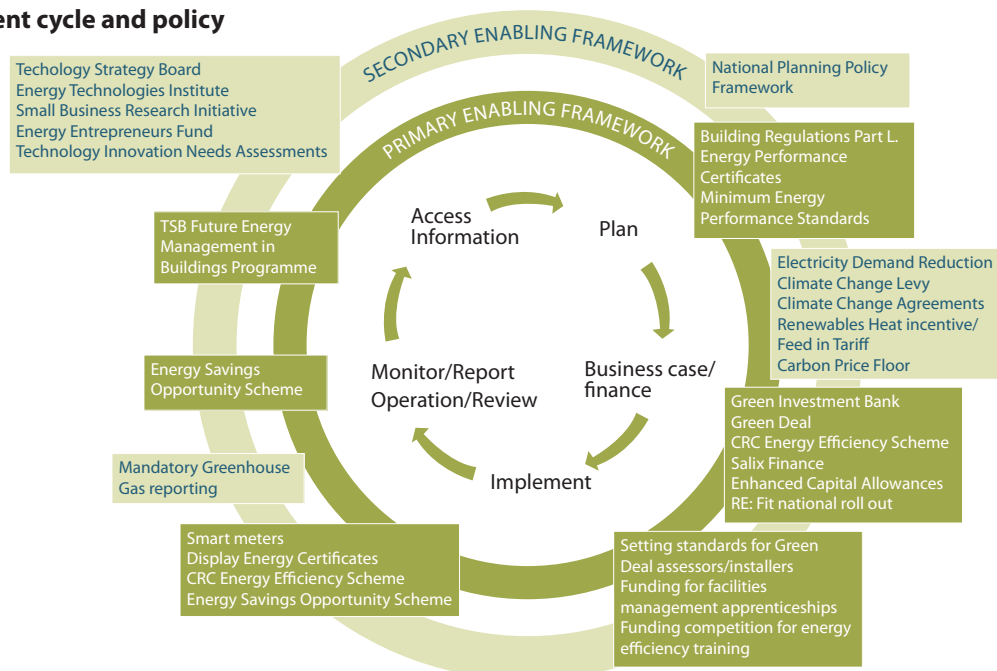 ent cycle and policy
SECONDARY ENABLING FRAMEWORK
PRIMARY ENABLING FRAMEWORK
Techology Strategy Board
Energy Technologies Institute
Small Business Research Initiative
Energy Entrepreneurs Fund
Technology Innovation Needs Assessments
National Planning Policy
Framework
Building Regulations Part L.
Energy Performance
Certificates
Minimum Energy
Performance Standards
TSB Future Energy
Management in
Buildings Programme
Access
Information
Plan
Electricity Demand Reduction
Climate Change Levy
Climate Change Agreements
Renewables Heat incentive/
Feed in Tariff
Carbon Price Floor
Energy Savings
Opportunity Scheme
Monitor/Report
Operation/Review
Business case/
finance
Green Investment Bank
Green Deal
CRC Energy Efficiency Scheme
Salix Finance
Enhanced Capital Allowances
RE: Fit national roll out
Mandatory Greenhouse
Gas reporting
Implement
Smart meters
Display Energy Certificates
CRC Energy Efficiency Scheme
Energy Savings Opportunity Scheme
Setting standards for Green
Deal assessors/installers
Funding for facilities
management apprenticeships
Funding competition for energy
efficiency training